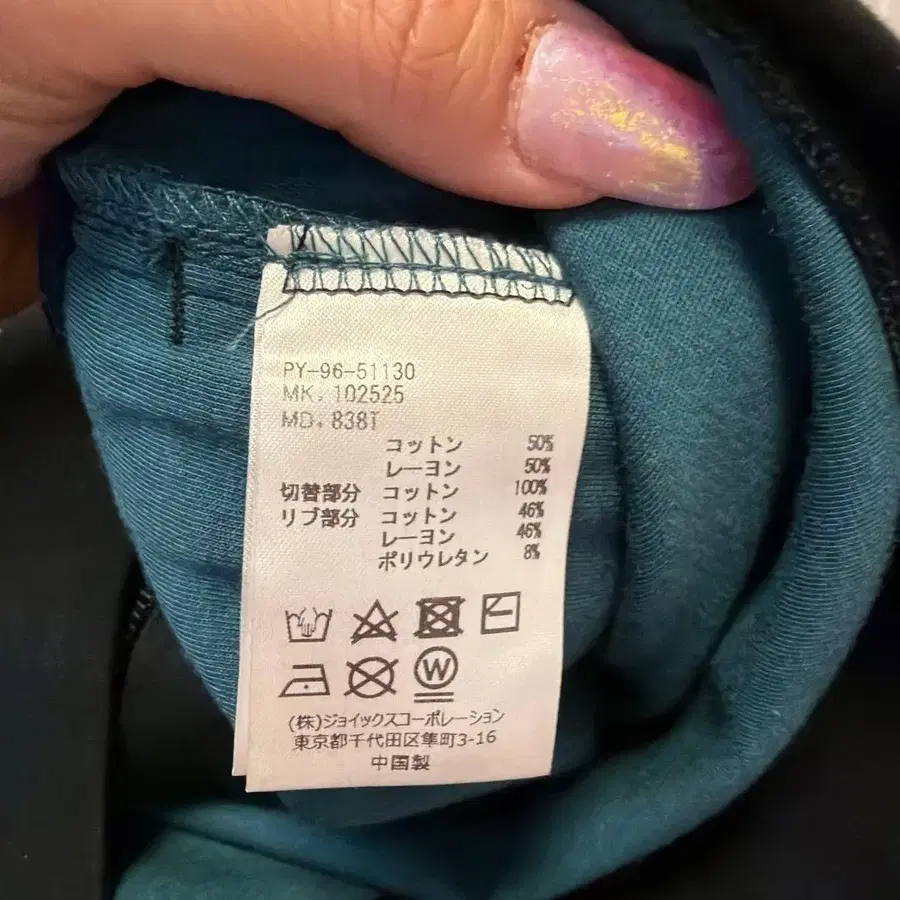 PY-96-51130
MK. 102525
MD. 838T
コットン 50%
レーヨン 50%
切替部分 コットン 100%
リブ部分 コットン 46%
レーヨン 46%
ポリウレタン 8%
W
(株)ジョイックスコーポレーション
東京都千代田区隼町3-16
中国製